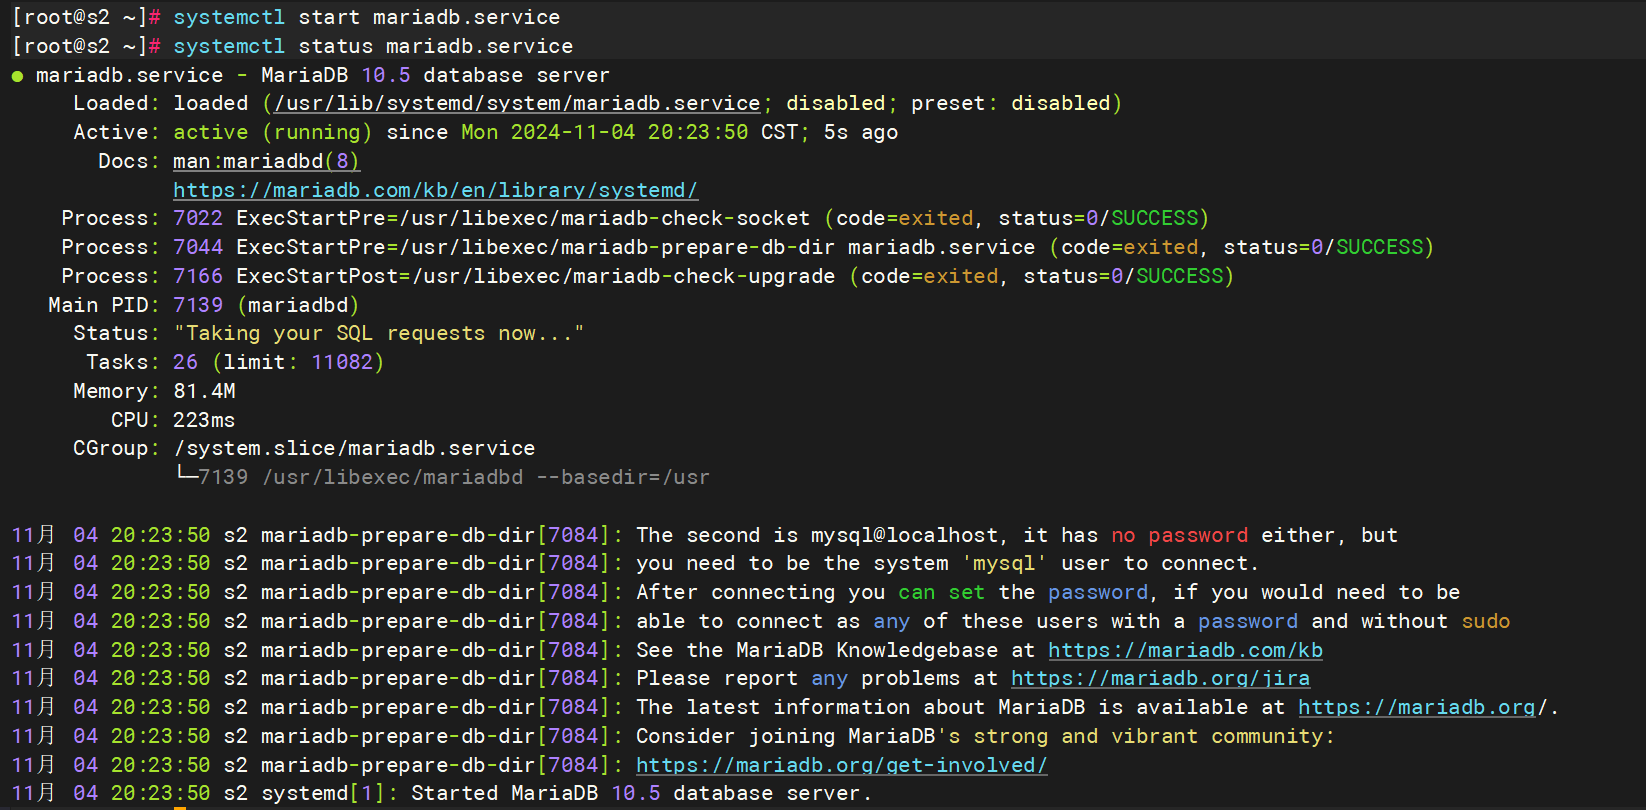 [root@s2 ~]# systemctl start mariadb.service
[root@s2 ~]# systemctl status mariadb.service
● mariadb.service - MariaDB 10.5 database server
     Loaded: loaded (/usr/lib/systemd/system/mariadb.service; disabled; preset: disabled)
     Active: active (running) since Mon 2024-11-04 20:23:50 CST; 5s ago
       Docs: man:mariadbd(8)
             https://mariadb.com/kb/en/library/systemd/
    Process: 7022 ExecStartPre=/usr/libexec/mariadb-check-socket (code=exited, status=0/SUCCESS)
    Process: 7044 ExecStartPre=/usr/libexec/mariadb-prepare-db-dir mariadb.service (code=exited, status=0/SUCCESS)
    Process: 7166 ExecStartPost=/usr/libexec/mariadb-check-upgrade (code=exited, status=0/SUCCESS)
   Main PID: 7139 (mariadbd)
     Status: "Taking your SQL requests now..."
      Tasks: 26 (limit: 11082)
     Memory: 81.4M
        CPU: 223ms
     CGroup: /system.slice/mariadb.service
             └─7139 /usr/libexec/mariadbd --basedir=/usr
11月 04 20:23:50 s2 mariadb-prepare-db-dir[7084]: The second is mysql@localhost, it has no password either, but
11月 04 20:23:50 s2 mariadb-prepare-db-dir[7084]: you need to be the system 'mysql' user to connect.
11月 04 20:23:50 s2 mariadb-prepare-db-dir[7084]: After connecting you can set the password, if you would need to be
11月 04 20:23:50 s2 mariadb-prepare-db-dir[7084]: able to connect as any of these users with a password and without sudo
11月 04 20:23:50 s2 mariadb-prepare-db-dir[7084]: See the MariaDB Knowledgebase at https://mariadb.com/kb
11月 04 20:23:50 s2 mariadb-prepare-db-dir[7084]: Please report any problems at https://mariadb.org/jira
11月 04 20:23:50 s2 mariadb-prepare-db-dir[7084]: The latest information about MariaDB is available at https://mariadb.org/.
11月 04 20:23:50 s2 mariadb-prepare-db-dir[7084]: Consider joining MariaDB's strong and vibrant community:
11月 04 20:23:50 s2 mariadb-prepare-db-dir[7084]: https://mariadb.org/get-involved/
11月 04 20:23:50 s2 systemd[1]: Started MariaDB 10.5 database server.